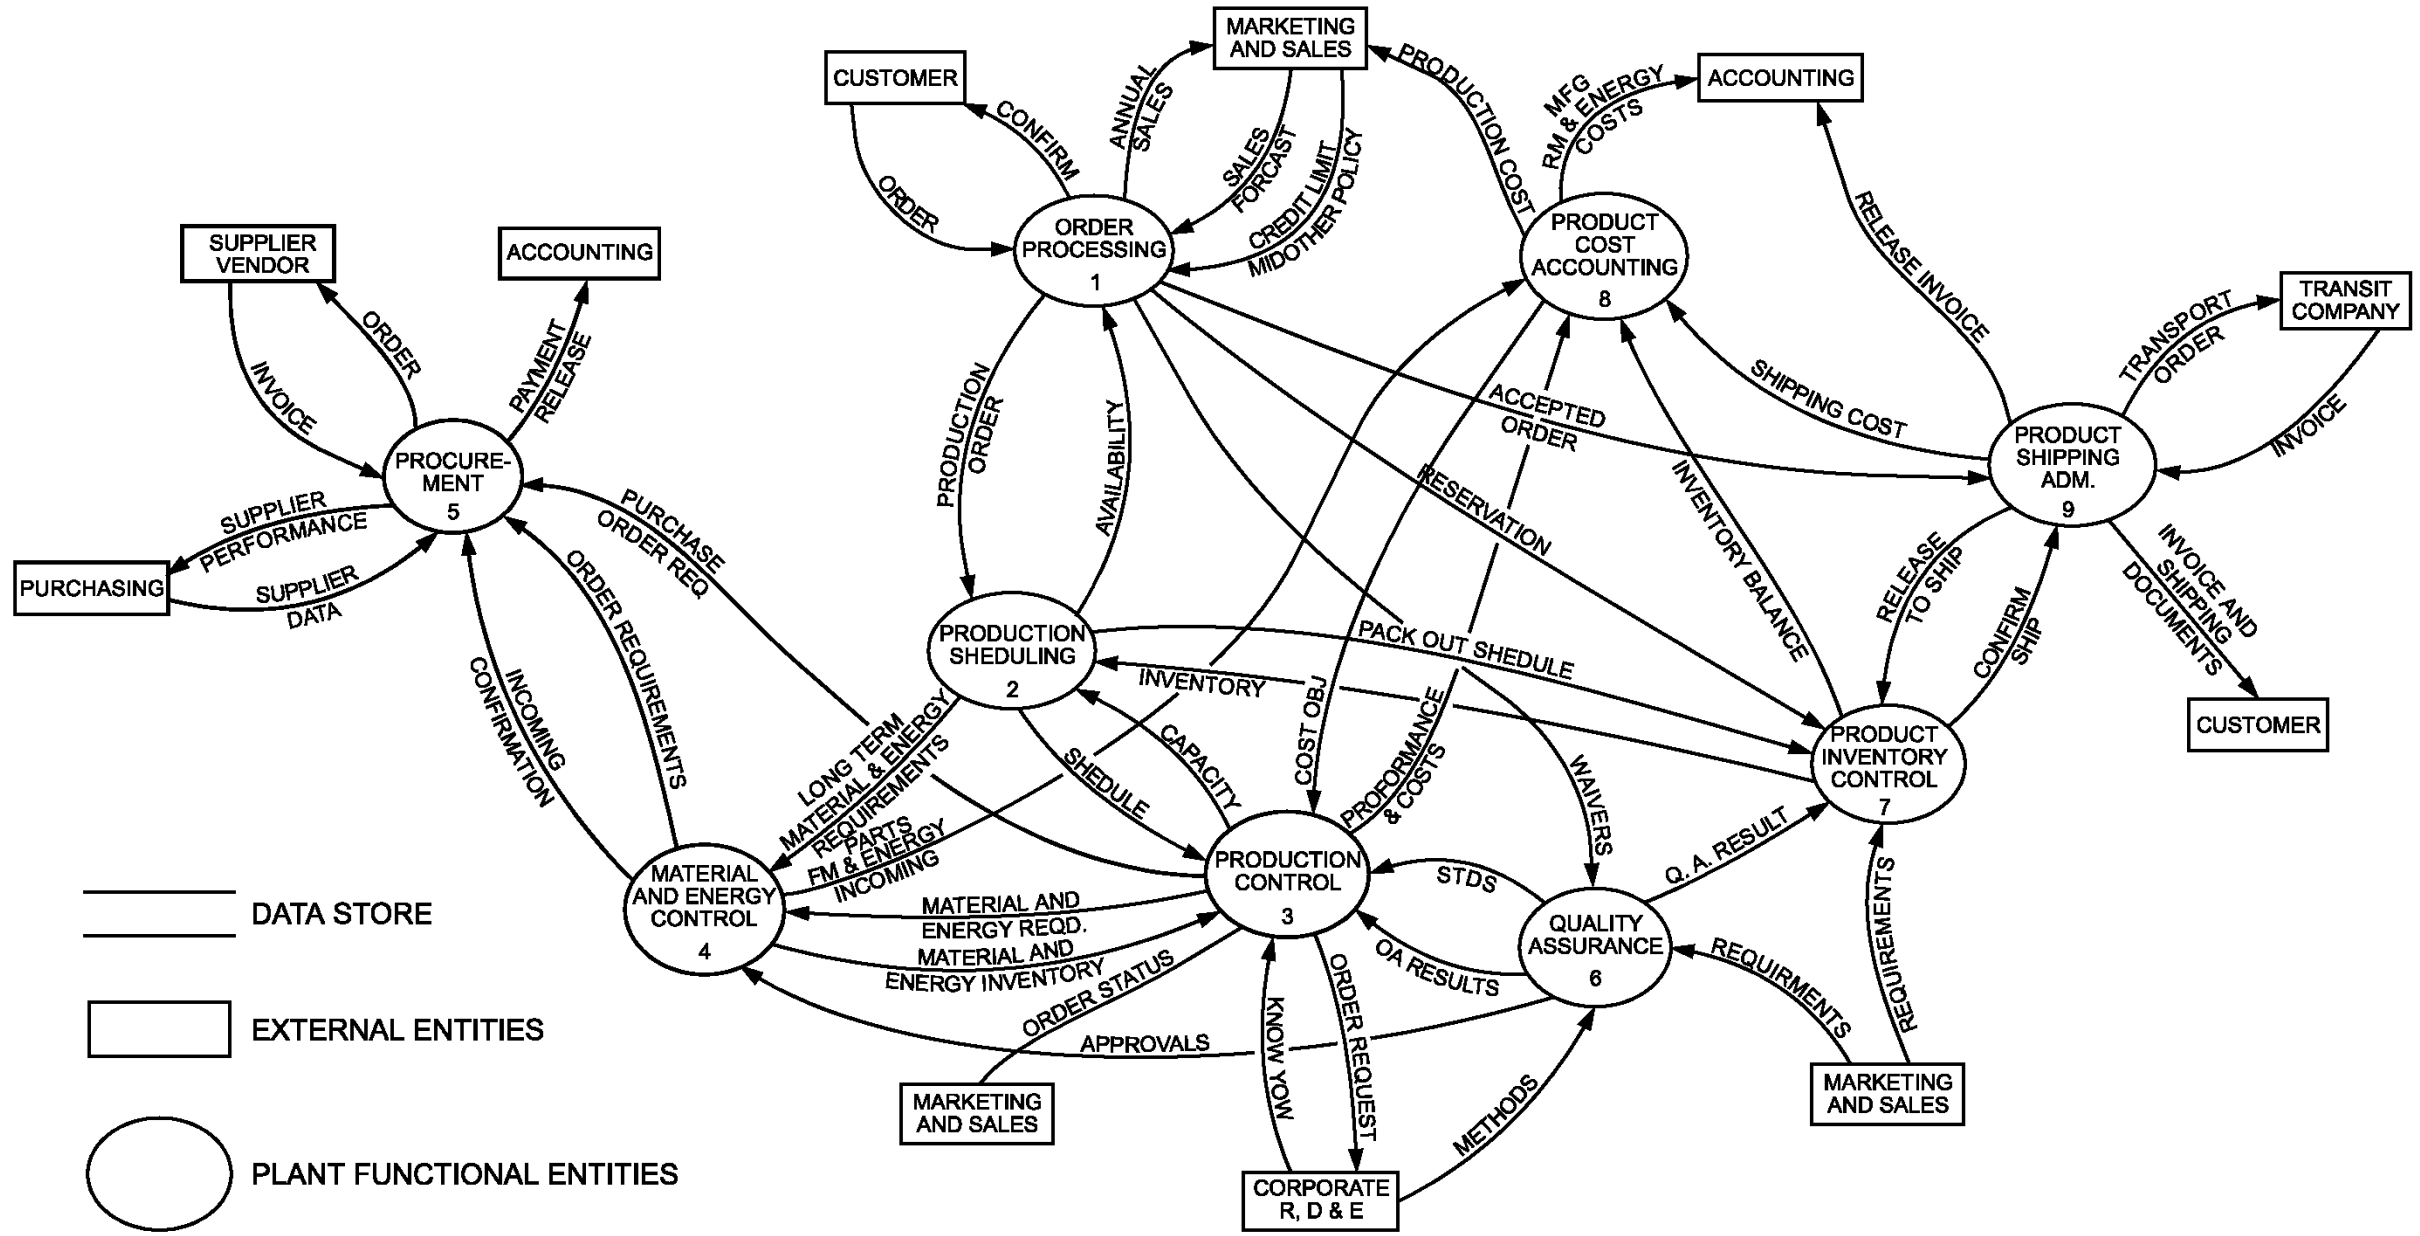 MARKETING
AND SALES
CUSTOMER
ACCOUNTING
CONFIRM
ORDER
ANNUAL
SALES
SALES
FORCAST
CREDIT LIMIT
MIDOTHER POLICY
PRODUCTION COST
MFG
RM & ENERGY
COSTS
RELEASE INVOICE
ORDER
PROCESSING
1
PRODUCT
COST
ACCOUNTING
8
SUPPLIER
VENDOR
ACCOUNTING
TRANSIT
COMPANY
TRANSPORT
ORDER
INVOICE
INVOICE
ORDER
PAYMENT
RELEASE
PRODUCTION
ORDER
AVAILABILITY
ACCEPTED
ORDER
SHIPPING COST
RESERVATION
INVENTORY BALANCE
PROCURE-
MENT
5
PRODUCT
SHIPPING
ADM.
9
SUPPLIER
PERFORMANCE
PURCHASING
SUPPLIER
DATA
PURCHASE
ORDER REQ
ORDER REQUIREMENTS
INCOMING
CONFIRMATION
RELEASE
TO SHIP
CONFIRM
SHIP
INVOICE AND
SHIPPING
DOCUMENTS
CUSTOMER
PRODUCTION
SHEDULING
2
PACK OUT SHEDULE
INVENTORY
LONG TERM
MATERIAL & ENERGY
REQUIREMENTS
PARTS
FM & ENERGY
INCOMING
SHEDULE
CAPACITY
COST OBJ
PROFORMANCE
& COSTS
WAIVERS
PRODUCT
INVENTORY
CONTROL
7
Q. A. RESULT
REQUIREMENTS
MATERIAL
AND ENERGY
CONTROL
4
PRODUCTION
CONTROL
3
STDS
OA RESULTS
QUALITY
ASSURANCE
6
REQUIRMENTS
MATERIAL AND
ENERGY REQD.
MATERIAL AND
ENERGY INVENTORY
ORDER STATUS
APPROVALS
KNOW YOW
ORDER REQUEST
METHODS
MARKETING
AND SALES
MARKETING
AND SALES
CORPORATE
R, D & E
DATA STORE
EXTERNAL ENTITIES
PLANT FUNCTIONAL ENTITIES